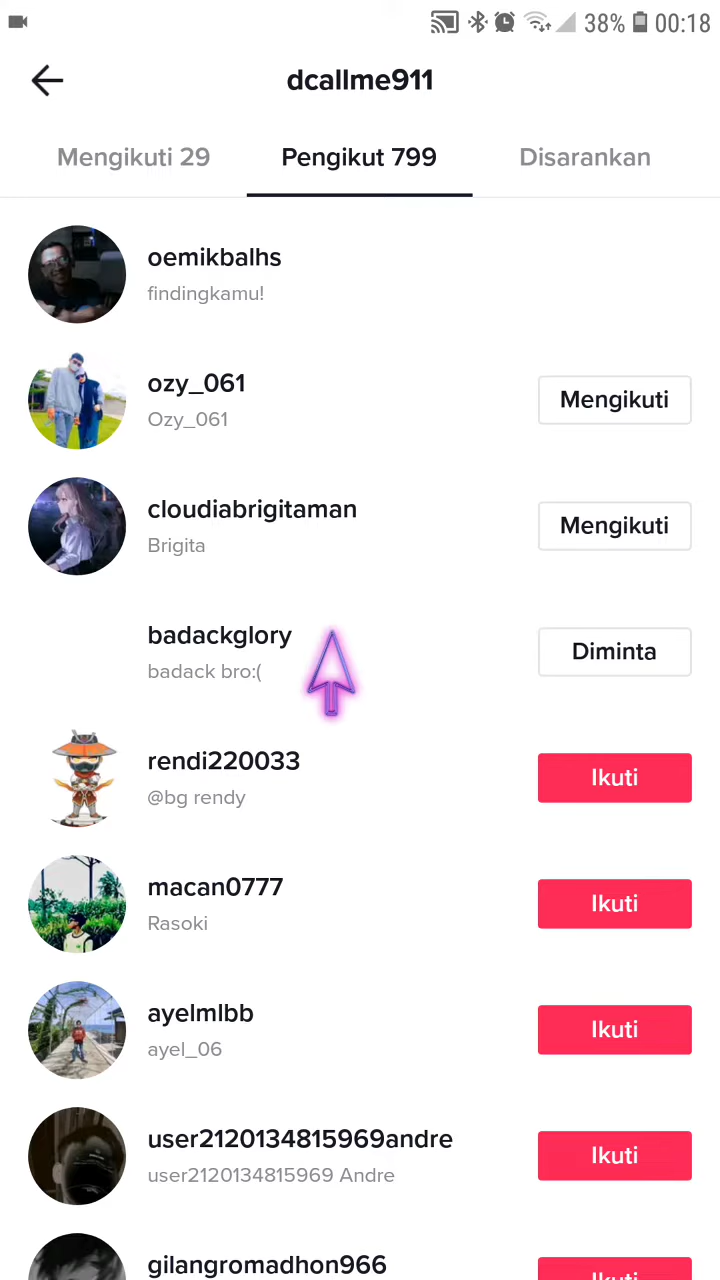 38% 00:18
dcallme911
Mengikuti 29 Pengikut 799 Disarankan
oemikbalhs
findingkamu!
ozy_061
Ozy_061
Mengikuti
cloudiabrigitaman
Brigita
Mengikuti
badackglory
badack bro:(
Diminta
rendi220033
@bg rendy
Ikuti
macan0777
Rasoki
Ikuti
ayelmlbb
ayel_06
Ikuti
user2120134815969andre
user2120134815969 Andre
Ikuti
gilangromadhon966
Ikuti